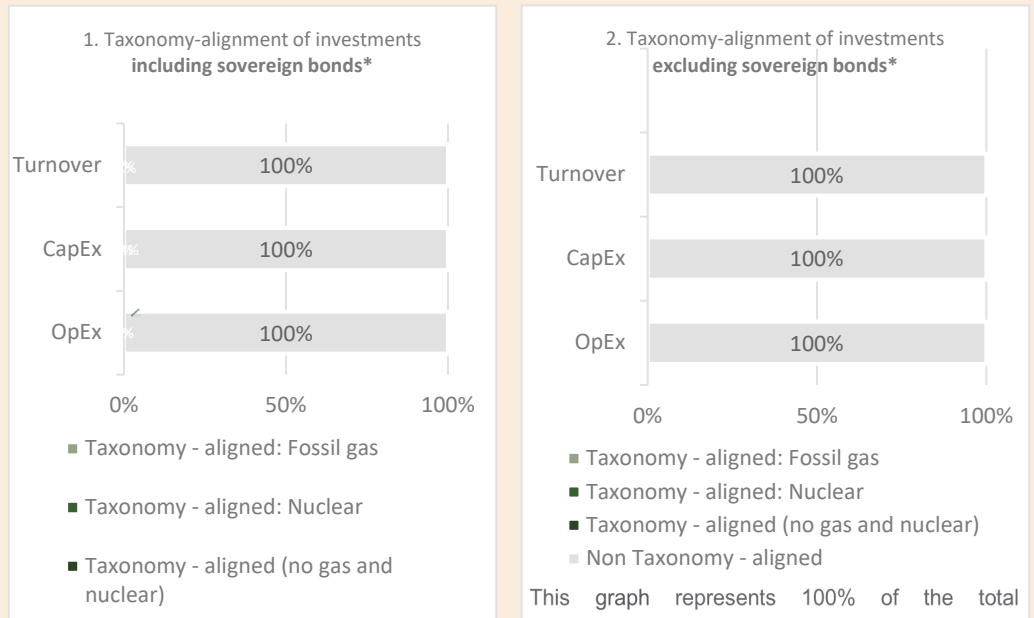 1. Taxonomy-alignment of investments
including sovereign bonds*
Turnover
100%
CapEx
100%
OpEx
100%
0%
50%
100%
Taxonomy - aligned: Fossil gas
Taxonomy - aligned: Nuclear
Taxonomy - aligned (no gas and
nuclear)
2. Taxonomy-alignment of investments
excluding sovereign bonds*
Turnover
100%
CapEx
100%
OpEx
100%
0%
50%
100%
Taxonomy - aligned: Fossil gas
Taxonomy - aligned: Nuclear
Taxonomy - aligned (no gas and nuclear)
Non Taxonomy - aligned
This graph represents 100% of the total